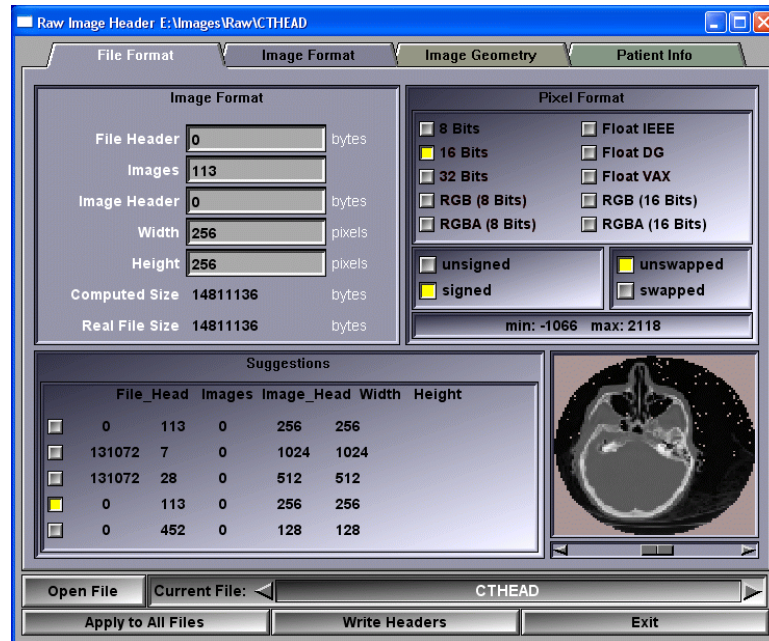 Raw Image Header E:\Images\Raw\CTHEAD
File Format Image Format Image Geometry Patient Info
Image Format
File Header 0 bytes
Images 113
Image Header 0 bytes
Width 256 pixels
Height 256 pixels
Computed Size 14811136 bytes
Real File Size 14811136 bytes
Pixel Format
8 Bits Float IEEE
16 Bits Float DG
32 Bits Float VAX
RGB (8 Bits) RGB (16 Bits)
RGBA (8 Bits) RGBA (16 Bits)
unsigned unswapped
signed swapped
min: -1066 max: 2118
Suggestions
File_Head Images Image_Head Width Height
0 113 0 256 256
131072 7 0 1024 1024
131072 28 0 512 512
0 113 0 256 256
0 452 0 128 128
Open File Current File: CTHEAD
Apply to All Files Write Headers Exit